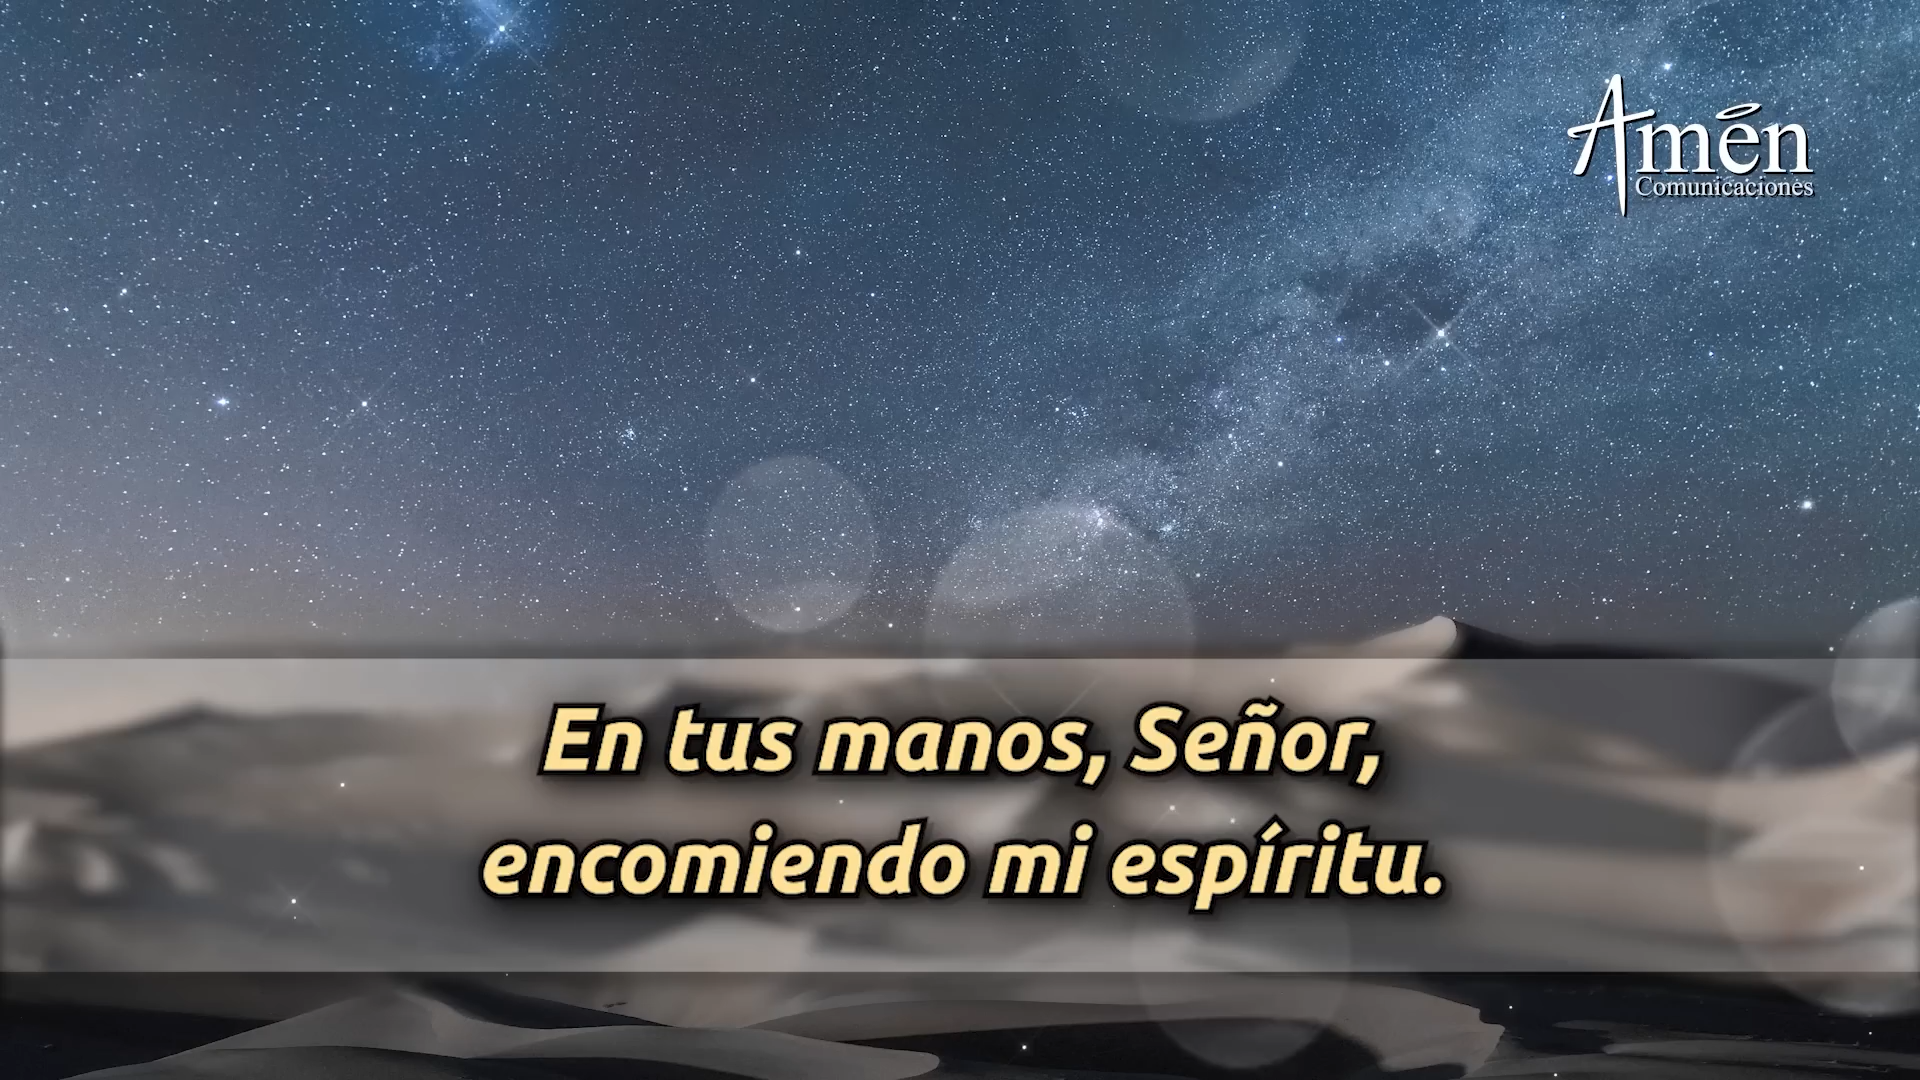 Amén
Comunicaciones
En tus manos, Señor,
encomiendo mi espíritu.